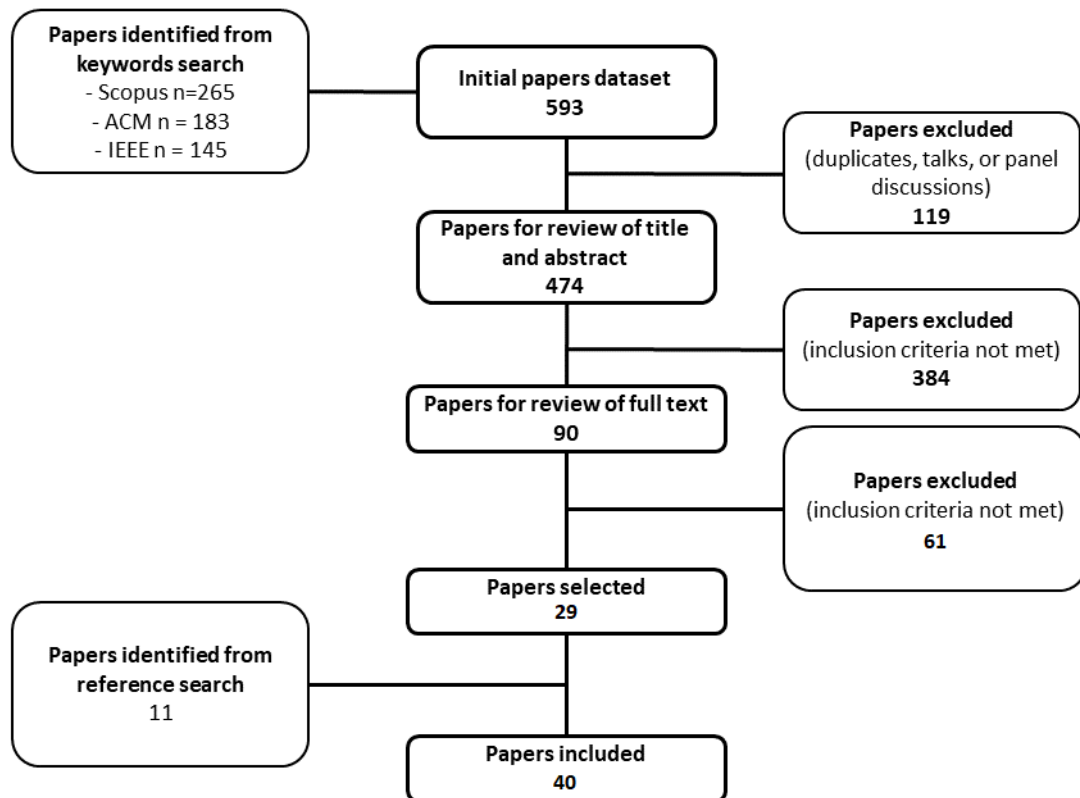 Papers identified from
keywords search
- Scopus n=265
- ACM n = 183
- IEEE n = 145
Initial papers dataset
593
Papers excluded
(duplicates, talks, or panel
discussions)
119
Papers for review of title
and abstract
474
Papers excluded
(inclusion criteria not met)
384
Papers for review of full text
90
Papers excluded
(inclusion criteria not met)
61
Papers selected
29
Papers identified from
reference search
11
Papers included
40